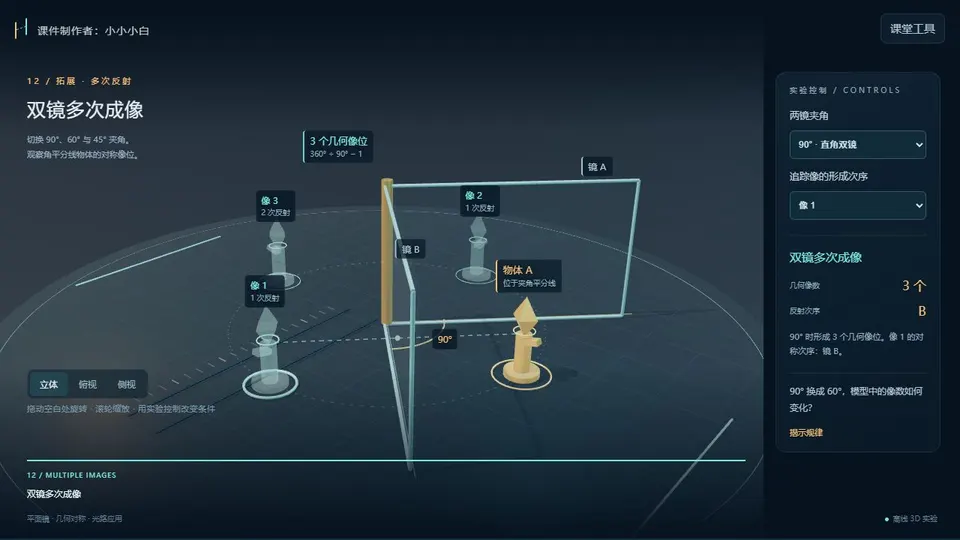 课件制作者：小小小白
课堂工具
12 / 拓展 · 多次反射
双镜多次成像
切换 90°、60° 与 45° 夹角。
观察角平分线物体的对称像位。
3 个几何像位
360° ÷ 90° − 1
镜 A
像 3
2 次反射
像 2
1 次反射
镜 B
物体 A
位于夹角平分线
像 1
1 次反射
90°
立体
俯视
侧视
拖动空白处旋转 · 滚轮缩放 · 用实验控制改变条件
12 / MULTIPLE IMAGES
双镜多次成像
平面镜 · 几何对称 · 光路应用
实验控制 / CONTROLS
两镜夹角
90° · 直角双镜
追踪像的形成次序
像 1
双镜多次成像
几何像数
3 个
反射次序
B
90° 时形成 3 个几何像位。像 1 的对
称次序：镜 B。
90° 换成 60°，模型中的像数如何
变化？
揭示规律
离线 3D 实验